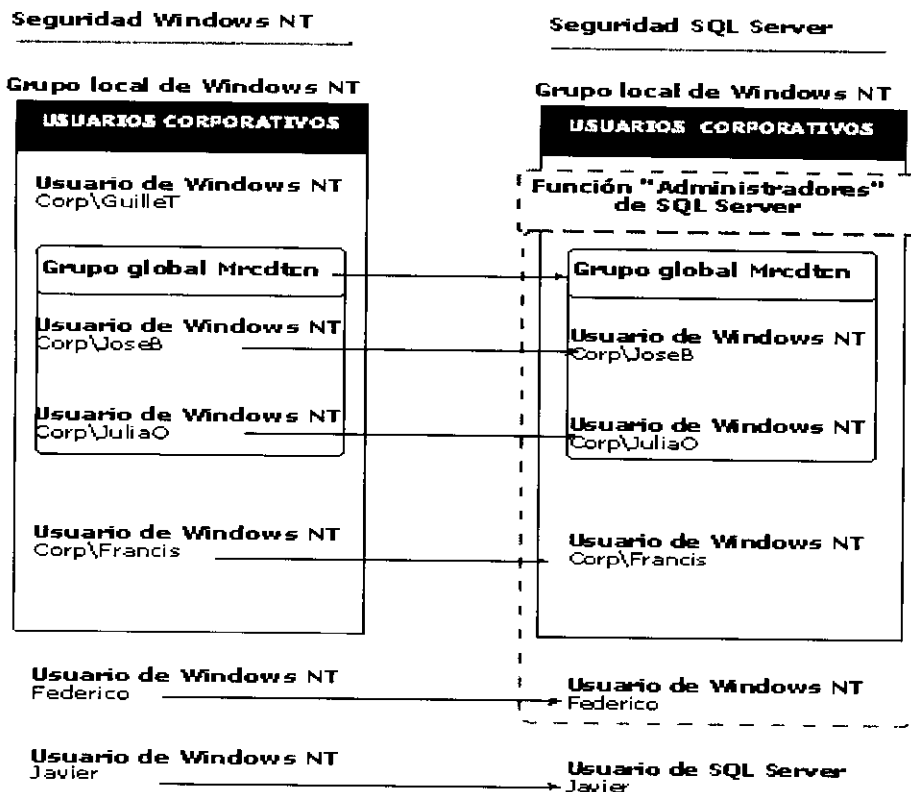 Seguridad Windows NT
Grupo local de Windows NT
USUARIOS CORPORATIVOS
Usuario de Windows NT
Corp\GuilleT
Grupo global Mrcdtcn
Usuario de Windows NT
Corp\JoseB
Usuario de Windows NT
Corp\JuliaO
Usuario de Windows NT
Corp\Francis
Usuario de Windows NT
Federico
Usuario de Windows NT
Javier
Seguridad SQL Server
Grupo local de Windows NT
USUARIOS CORPORATIVOS
Función "Administradores"
de SQL Server
Grupo global Mrcdtcn
Usuario de Windows NT
Corp\JoseB
Usuario de Windows NT
Corp\JuliaO
Usuario de Windows NT
Corp\Francis
Usuario de Windows NT
Federico
Usuario de SQL Server
Javier